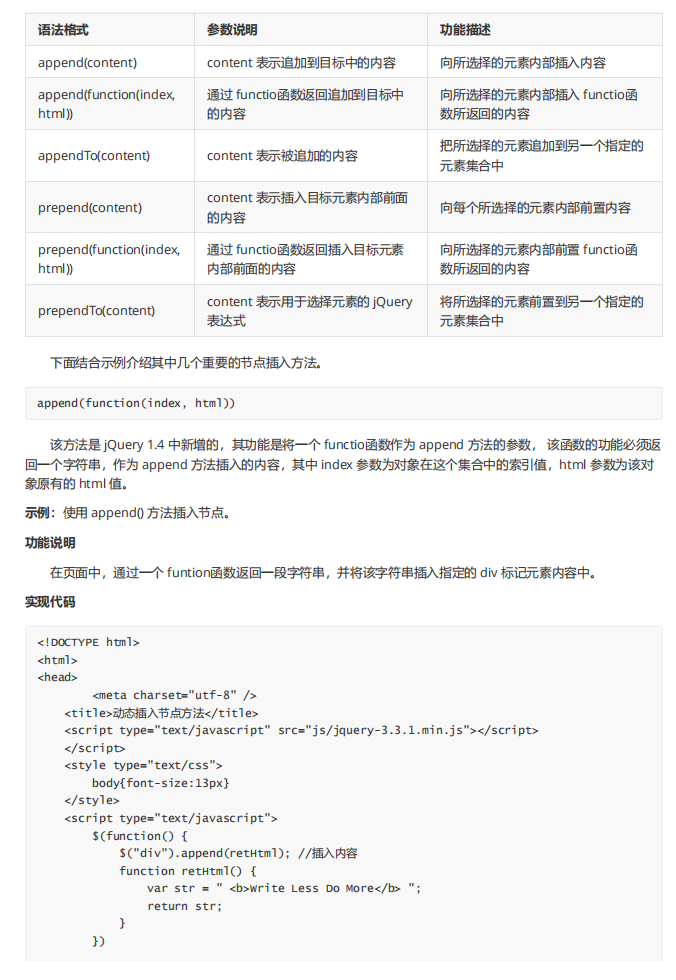 语法格式 参数说明 功能描述
append(content) content 表示追加到目标中的内容 向所选择的元素内部插入内容
append(function(index, 通过 functio函数返回追加到目标中 向所选择的元素内部插入 functio函
html)) 的内容 数所返回的内容
appendTo(content) content 表示被追加的内容 把所选择的元素追加到另一个指定的
元素集合中
prepend(content) content 表示插入目标元素内部前面 向每个所选择的元素内部前置内容
的内容
prepend(function(index, 通过 functio函数返回插入目标元素 向所选择的元素内部前置 functio函
html)) 内部前面的内容 数所返回的内容
prependTo(content) content 表示用于选择元素的 jQuery 将所选择的元素前置到另一个指定的
表达式 元素集合中
下面结合示例介绍其中几个重要的节点插入方法。
append(function(index, html))
该方法是 jQuery 1.4 中新增的，其功能是将一个 functio函数作为 append 方法的参数， 该函数的功能必须返
回一个字符串，作为 append 方法插入的内容，其中 index 参数为对象在这个集合中的索引值，html 参数为该对
象原有的 html 值。
示例：使用 append() 方法插入节点。
功能说明
在页面中，通过一个 funtion函数返回一段字符串，并将该字符串插入指定的 div 标记元素内容中。
实现代码
<!DOCTYPE html>
<html>
<head>
<meta charset="utf-8" />
<title>动态插入节点方法</title>
<script type="text/javascript" src="js/jquery-3.3.1.min.js"></script>
</script>
<style type="text/css">
body{font-size:13px}
</style>
<script type="text/javascript">
$(function() {
$("div").append(retHtml); //插入内容
function retHtml() {
var str = " <b>Write Less Do More</b> ";
return str;
}
})